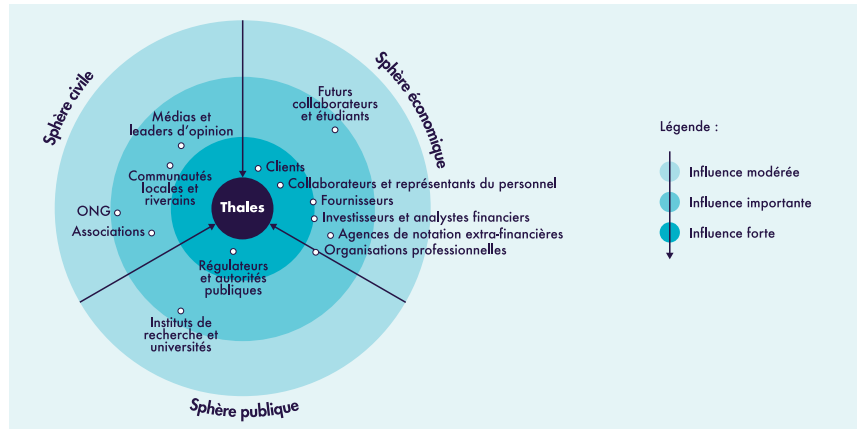 Sphère civile
Sphère économique
Futurs
collaborateurs
et étudiants
Médias et
leaders d'opinion
Clients
Communautés
locales et
riverains
Collaborateurs et représentants du personnel
Thales
Fournisseurs
ONG
Investisseurs et analystes financiers
Associations
Agences de notation extra-financières
Organisations professionnelles
Régulateurs
et autorités
publiques
Instituts de
recherche et
universités
Sphère publique
Légende :
Influence modérée
Influence importante
Influence forte